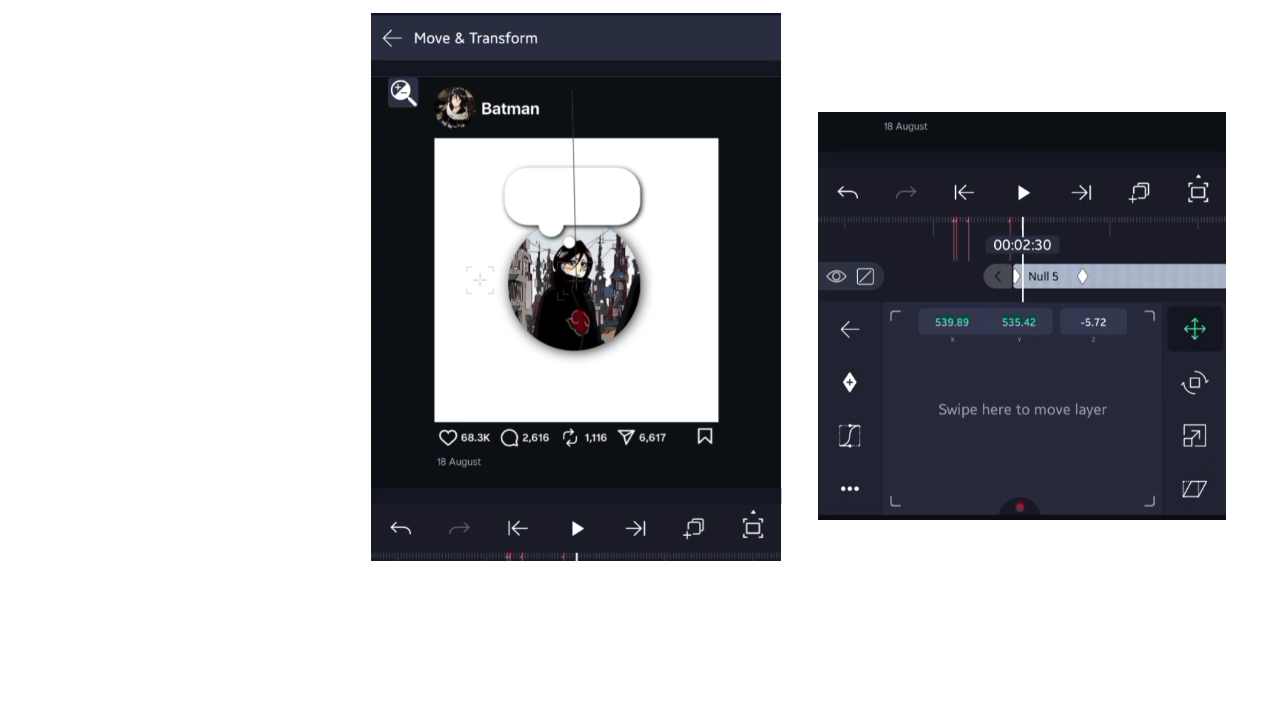 Move & Transform
Batman
68.3K 2,616 1,116 6,617
18 August
18 August
00:02:30
Null 5
539.89 535.42 -5.72
X Y Z
Swipe here to move layer